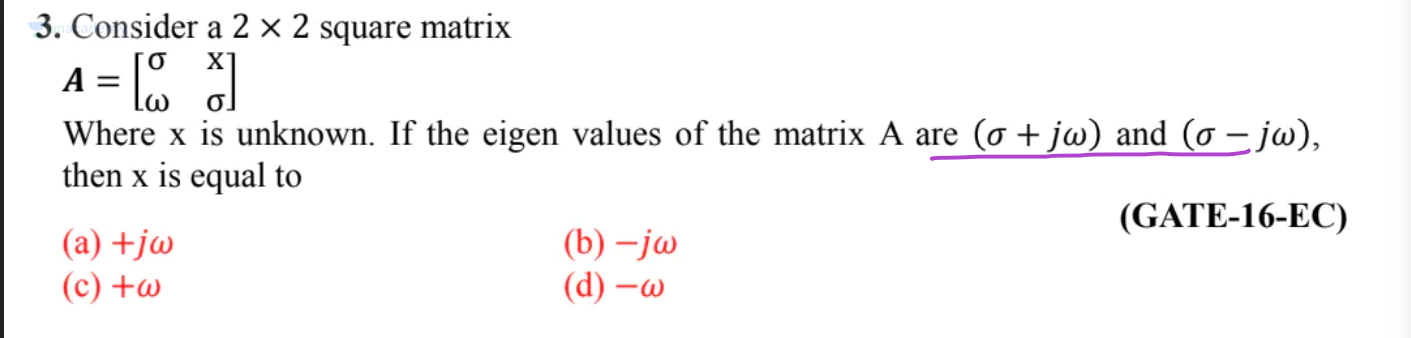 3. Consider a 2 × 2 square matrix
A = [σ x
ω σ]
Where x is unknown. If the eigen values of the matrix A are (σ + jω) and (σ − jω),
then x is equal to
(GATE-16-EC)
(a) +jω (b) −jω
(c) +ω (d) −ω